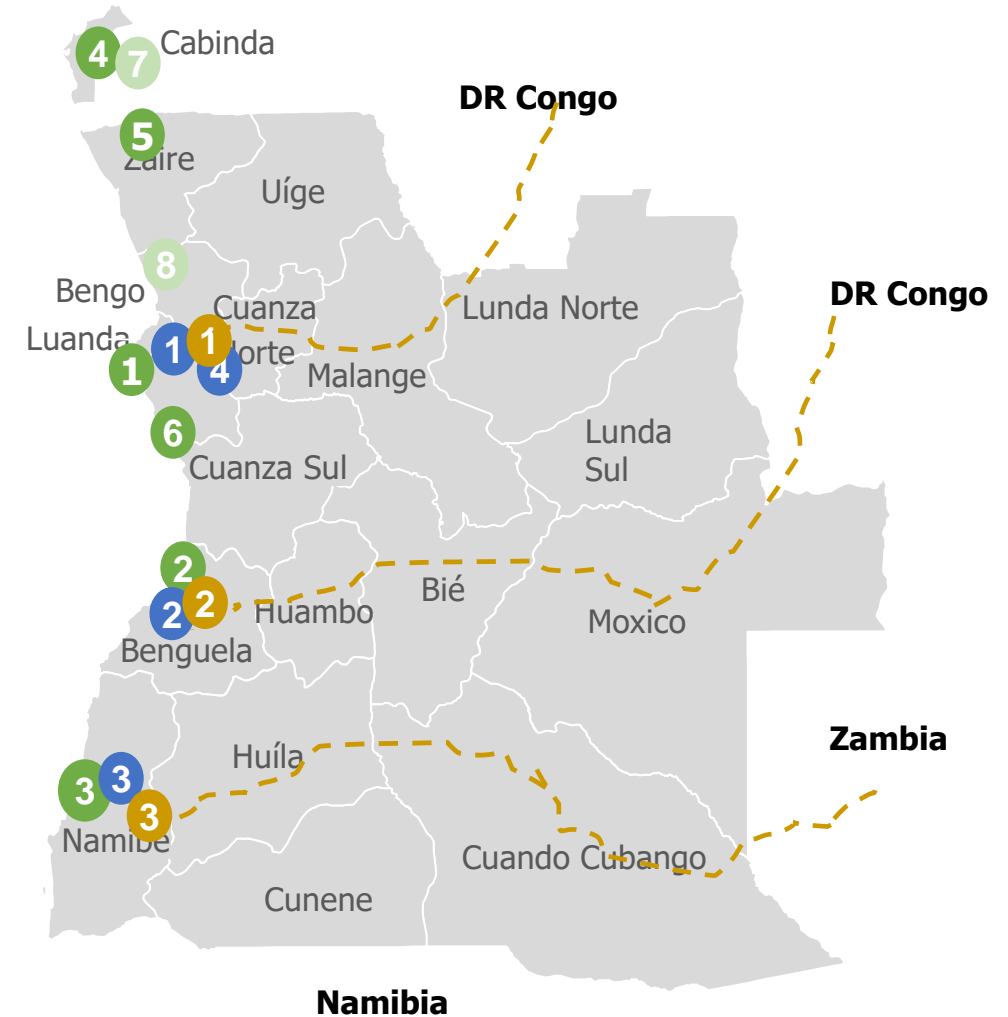 Cabinda
4
7
DR Congo
5
Zaire
Uíge
8
Bengo
DR Congo
Cuanza
Lunda Norte
Luanda
1
1
orte
4
1
Malange
6
Lunda
Sul
Cuanza Sul
2
2
2
Bié
Huambo
Moxico
Benguela
Zambia
Huíla
3
3
3
Namibe
Cuando Cubango
Cunene
Namibia